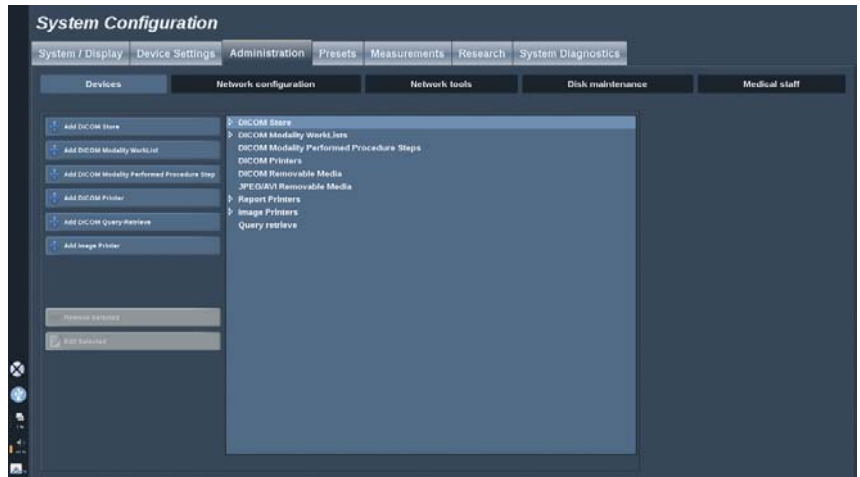 System Configuration
System / Display
Device Settings
Administration
Presets
Measurements
Research
System Diagnostics
Devices
Network configuration
Network tools
Disk maintenance
Medical staff
Add DICOM Store
Add DICOM Modality WorkList
Add DICOM Modality Performed Procedure Step
Add DICOM Printer
Add DICOM Query-Retrieve
Add Image Printer
Remove Selected
Edit Selected
DICOM Store
DICOM Modality WorkLists
DICOM Modality Performed Procedure Steps
DICOM Printers
DICOM Removable Media
JPEG/AVI Removable Media
Report Printers
Image Printers
Query retrieve